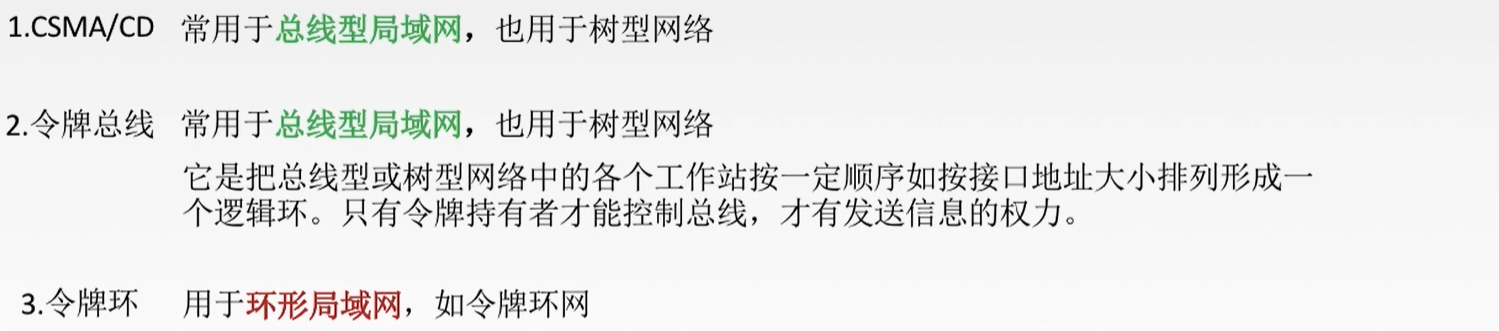 1.CSMA/CD 常用于总线型局域网，也用于树型网络
2.令牌总线 常用于总线型局域网，也用于树型网络
它是把总线型或树型网络中的各个工作站按一定顺序如按接口地址大小排列形成一
个逻辑环。只有令牌持有者才能控制总线，才有发送信息的权力。
3.令牌环 用于环形局域网，如令牌环网